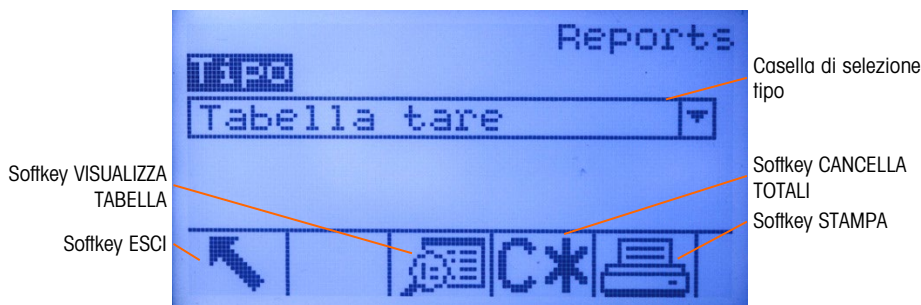 Reports
Tipo
Tabella tare
Casella di selezione
tipo
Softkey VISUALIZZA
TABELLA
Softkey ESCI
Softkey CANCELLA
TOTALI
Softkey STAMPA
C*